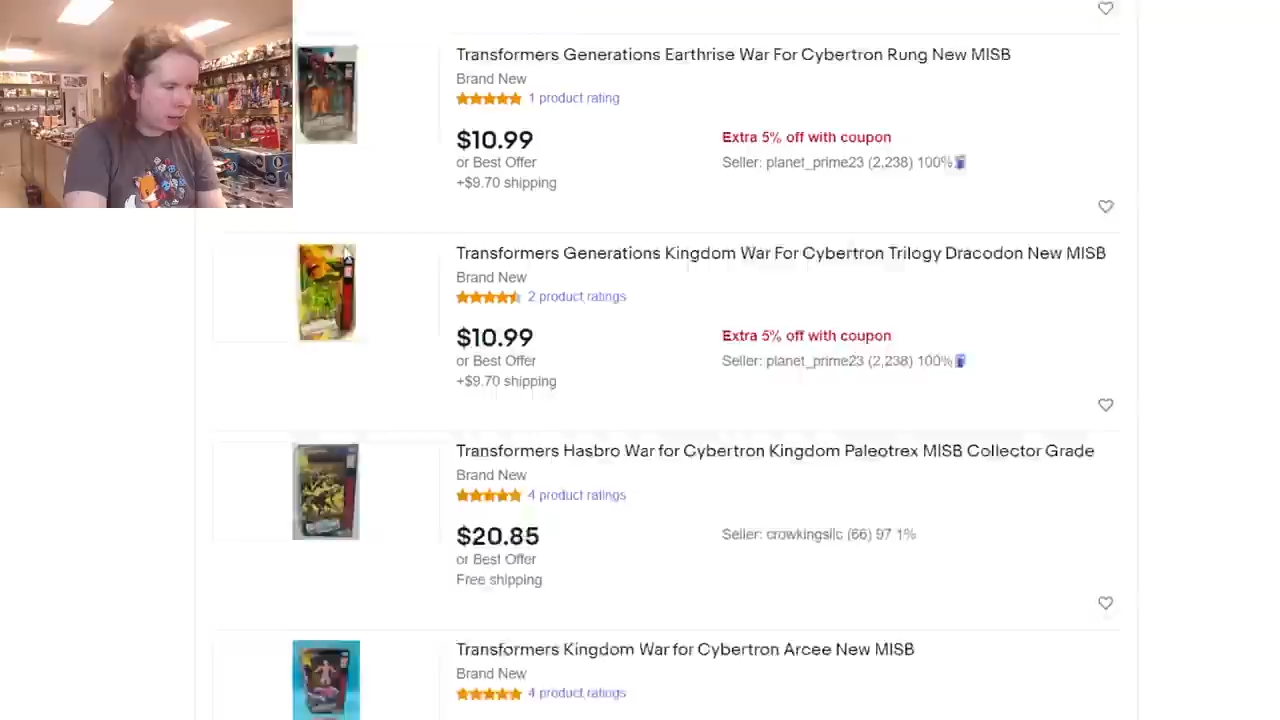 Transformers Generations Earthrise War For Cybertron Rung New MISB
Brand New
1 product rating
$10.99
Extra 5% off with coupon
or Best Offer
Seller: planet_prime23 (2,238) 100%
+$9.70 shipping
Transformers Generations Kingdom War For Cybertron Trilogy Dracodon New MISB
Brand New
2 product ratings
$10.99
Extra 5% off with coupon
or Best Offer
Seller: planet_prime23 (2,238) 100%
+$9.70 shipping
Transformers Hasbro War for Cybertron Kingdom Paleotrex MISB Collector Grade
Brand New
4 product ratings
$20.85
Seller: crowkingsllc (66) 97.1%
or Best Offer
Free shipping
Transformers Kingdom War for Cybertron Arcee New MISB
Brand New
4 product ratings